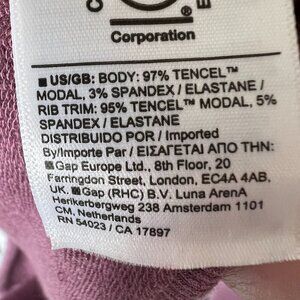 Corporation
■ US/GB: BODY: 97% TENCEL™
MODAL, 3% SPANDEX / ELASTANE /
RIB TRIM: 95% TENCEL™ MODAL, 5%
SPANDEX / ELASTANE
DISTRIBUIDO POR / Imported
By/Importe Par / ΕΙΣΑΓΕΤΑΙ ΑΠΟ ΤΗΝ:
Gap Europe Ltd., 8th Floor, 20
Farringdon Street, London, EC4A 4AB,
UK. Gap (RHC) B.V. Luna ArenA
Herikerbergweg 238 Amsterdam 1101
CM, Netherlands
RN 54023 / CA 17897